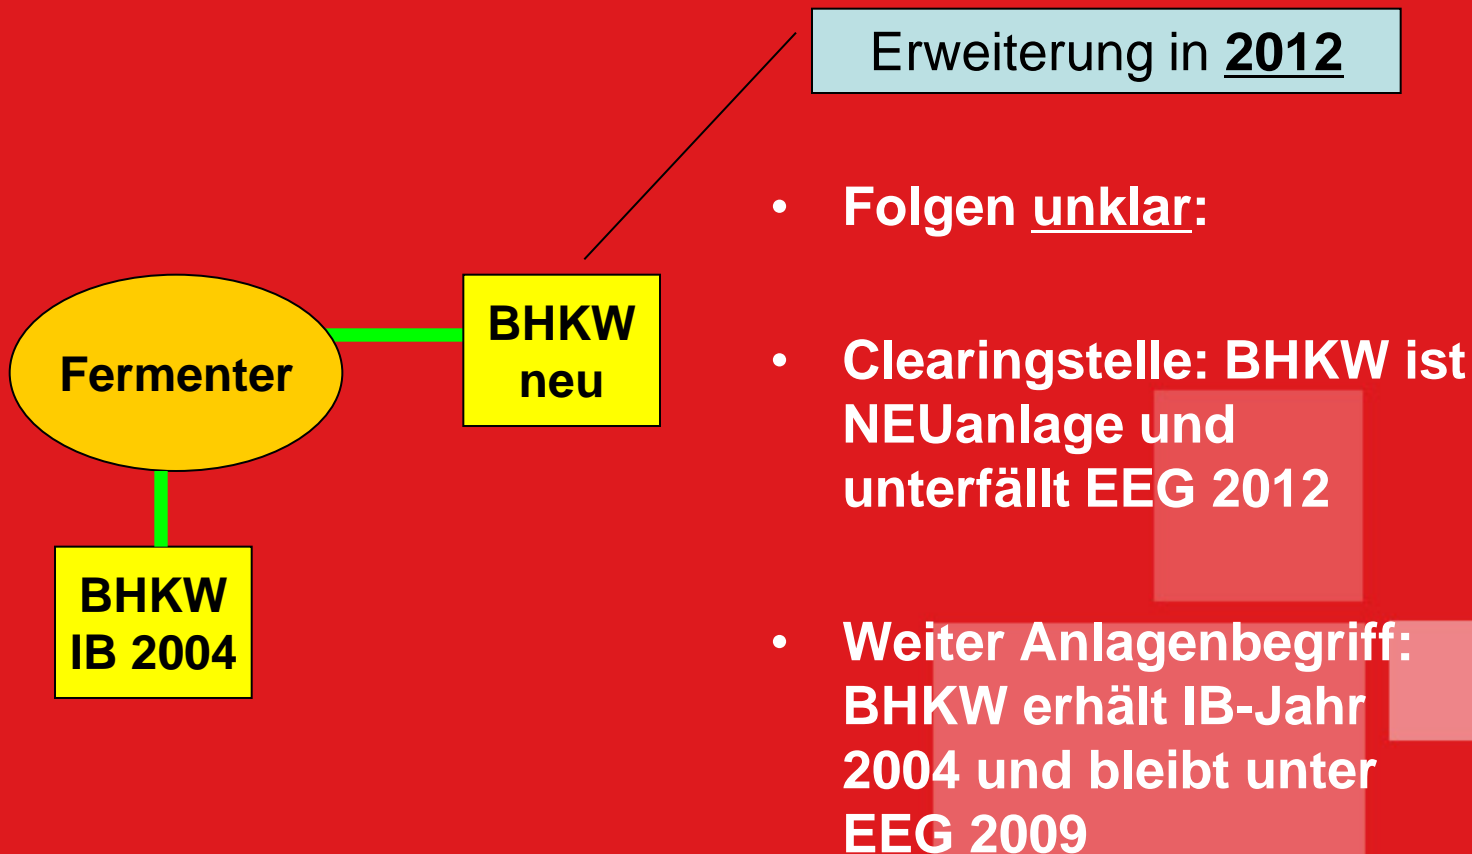 Erweiterung in 2012
• Folgen unklar:
Fermenter
BHKW
neu
• Clearingstelle: BHKW ist
NEUanlage und
unterfällt EEG 2012
BHKW
IB 2004
• Weiter Anlagenbegriff:
BHKW erhält IB-Jahr
2004 und bleibt unter
EEG 2009